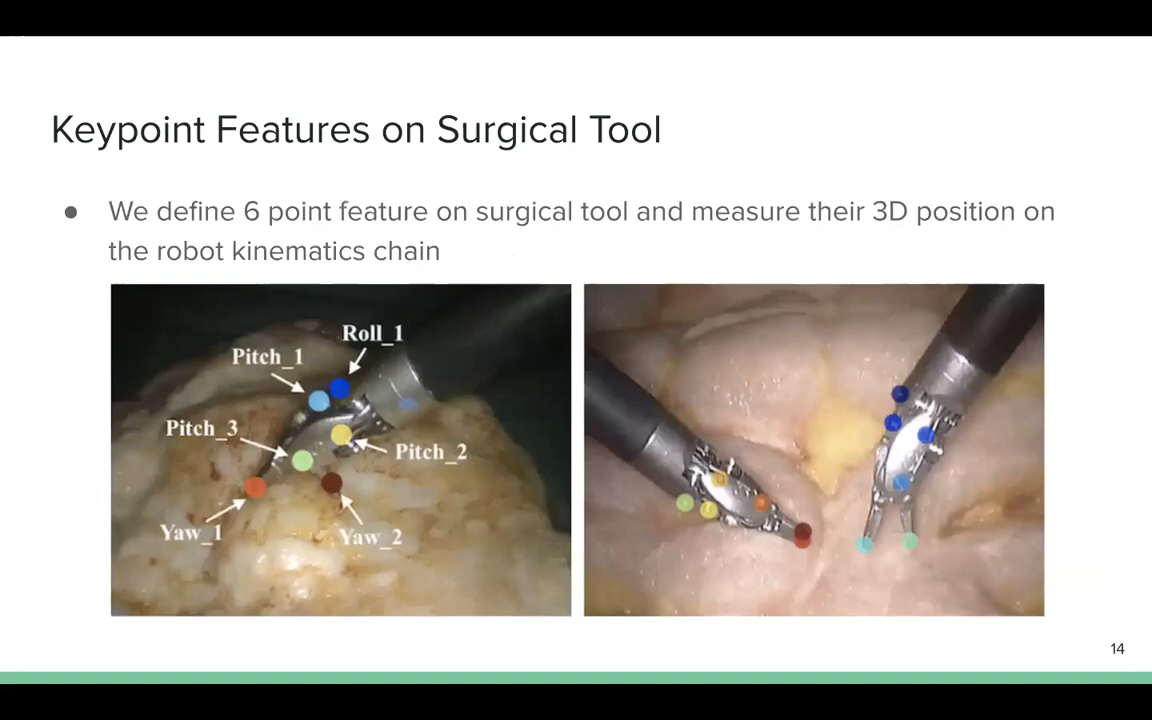 Keypoint Features on Surgical Tool
● We define 6 point feature on surgical tool and measure their 3D position on
the robot kinematics chain
Roll_1
Pitch_1
Pitch_3
Pitch_2
Yaw_1
Yaw_2
14